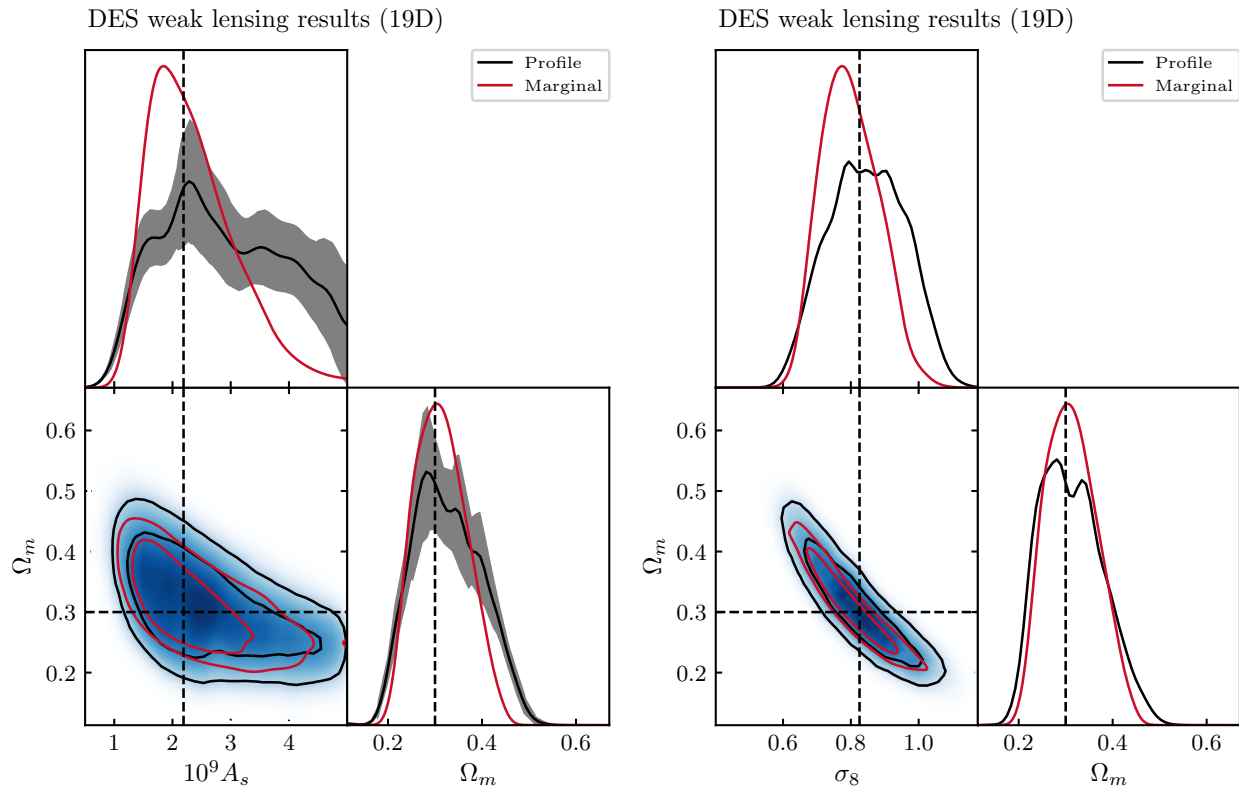 DES weak lensing results (19D)
Profile
Marginal
0.6
0.5
0.4
0.3
0.2
Ωₘ
1 2 3 4
10⁹Aₛ
0.2 0.4 0.6
Ωₘ
DES weak lensing results (19D)
Profile
Marginal
0.6
0.5
0.4
0.3
0.2
Ωₘ
0.6 0.8 1.0
σ₈
0.2 0.4 0.6
Ωₘ